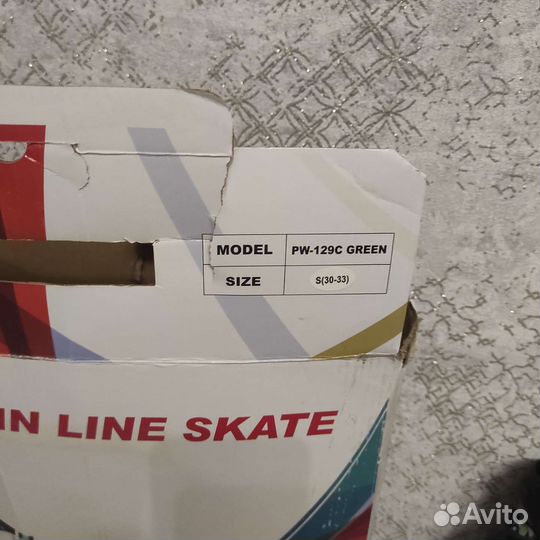 MODEL PW-129C GREEN
SIZE S(30-33)
IN LINE SKATE
Avito